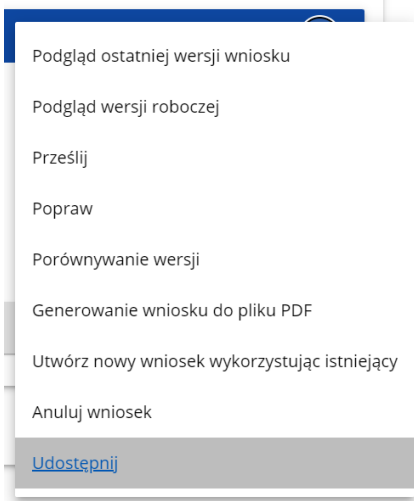 Podgląd ostatniej wersji wniosku
Podgląd wersji roboczej
Prześlij
Popraw
Porównywanie wersji
Generowanie wniosku do pliku PDF
Utwórz nowy wniosek wykorzystując istniejący
Anuluj wniosek
Udostępnij